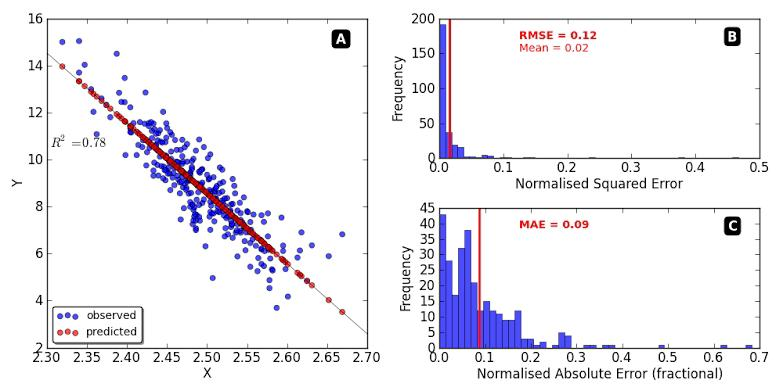 16
14
12
10
8
6
4
2
Y
A
R² =0.78
observed
predicted
2.30 2.35 2.40 2.45 2.50 2.55 2.60 2.65 2.70
X
200
150
100
50
0
Frequency
B
RMSE = 0.12
Mean = 0.02
0.0 0.1 0.2 0.3 0.4 0.5
Normalised Squared Error
45
40
35
30
25
20
15
10
5
0
Frequency
C
MAE = 0.09
0.0 0.1 0.2 0.3 0.4 0.5 0.6 0.7
Normalised Absolute Error (fractional)